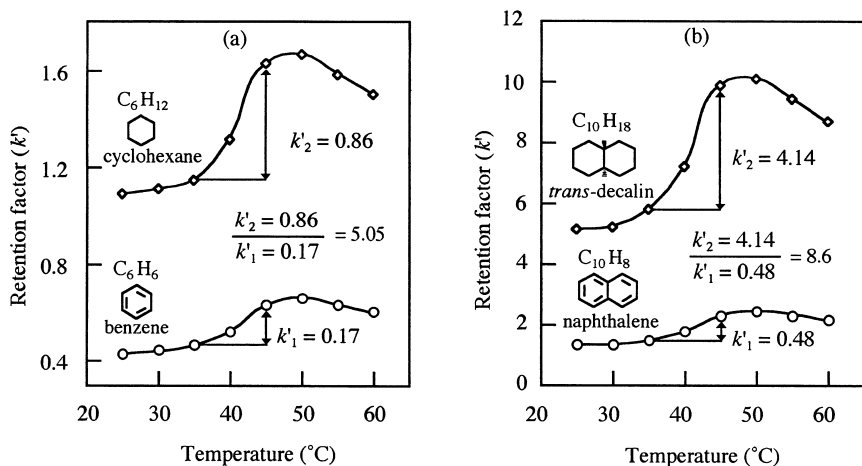 (a)
Retention factor (k')
1.6
1.2
0.8
0.4
C6H12
cyclohexane
k'2 = 0.86
k'2 = 0.86
k'1 = 0.17
= 5.05
C6H6
benzene
k'1 = 0.17
20 30 40 50 60
Temperature (°C)
(b)
Retention factor (k')
12
10
8
6
4
2
0
C10H18
trans-decalin
k'2 = 4.14
k'2 = 4.14
k'1 = 0.48
= 8.6
C10H8
naphthalene
k'1 = 0.48
20 30 40 50 60
Temperature (°C)